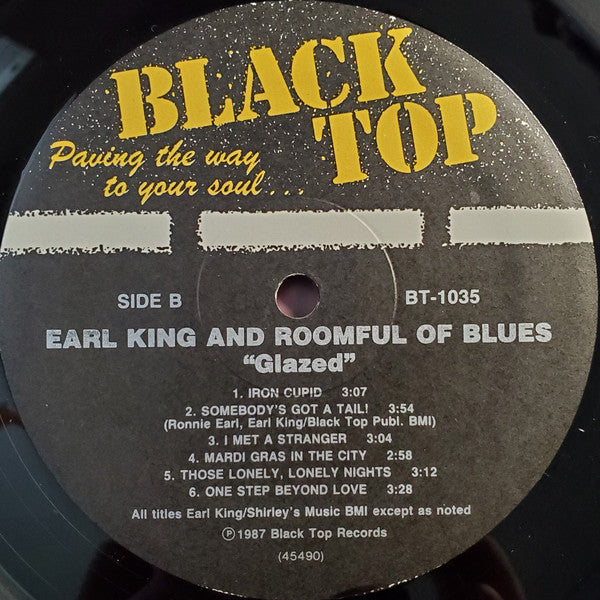 BLACK
TOP
Paving the way
to your soul...
SIDE B
BT-1035
EARL KING AND ROOMFUL OF BLUES
"Glazed"
1. IRON CUPID 3:07
2. SOMEBODY'S GOT A TAIL! 3:54
(Ronnie Earl, Earl King/Black Top Publ. BMI)
3. I MET A STRANGER 3:04
4. MARDI GRAS IN THE CITY 2:58
5. THOSE LONELY, LONELY NIGHTS 3:12
6. ONE STEP BEYOND LOVE 3:28
All titles Earl King/Shirley's Music BMI except as noted
Ⓟ1987 Black Top Records
(45490)